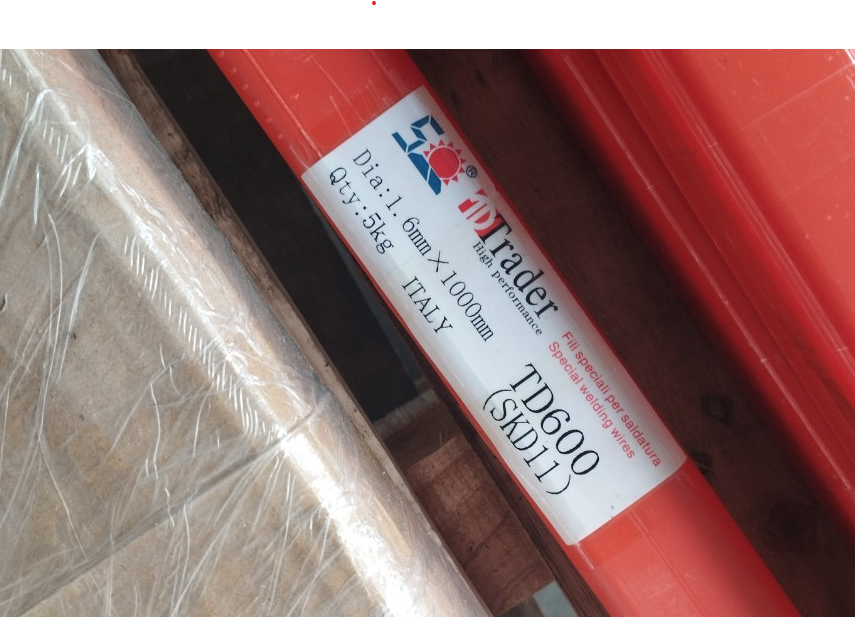 ®
Trader
High performance
Dia:1.6mm×1000mm
Qty:5kg
ITALY
Fili speciali per saldatura
Special welding wires
TD600
(SKD11)